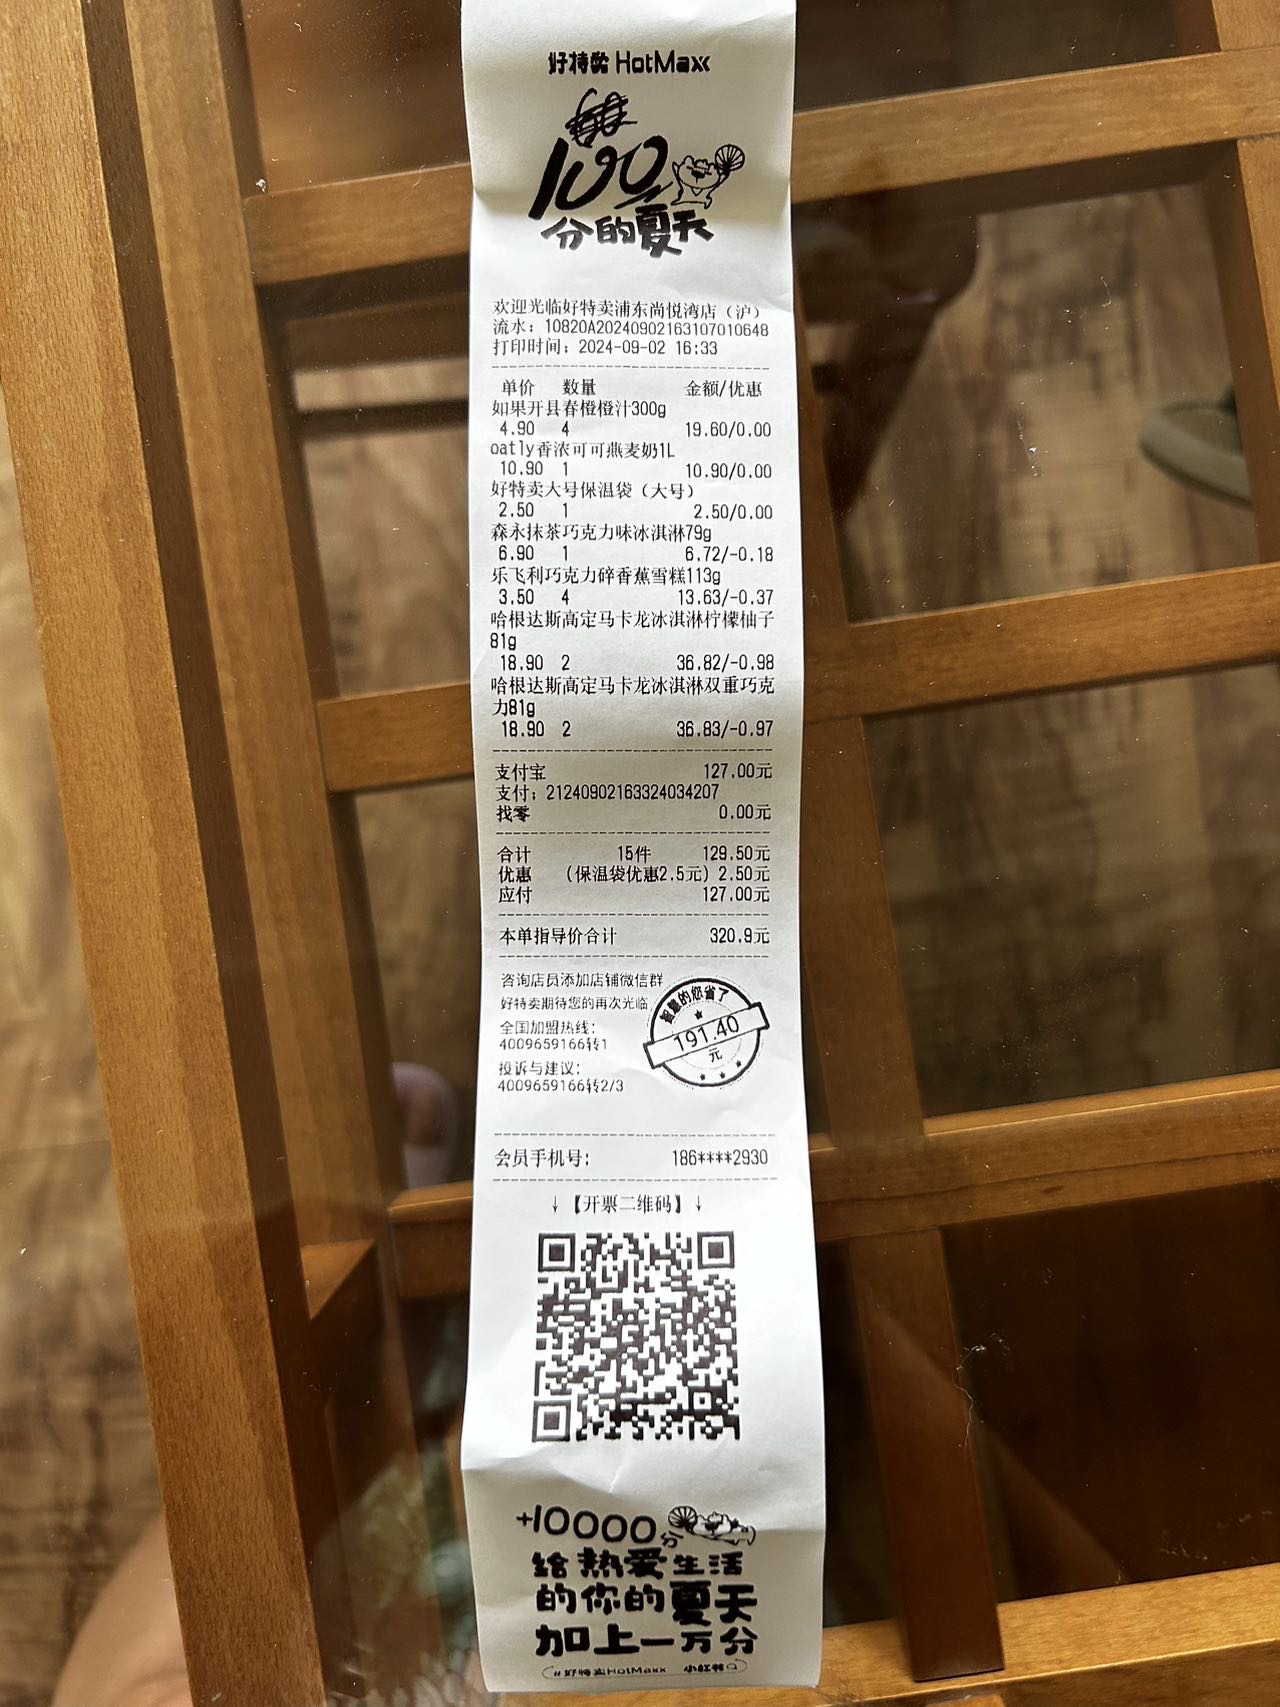 好特卖 HotMaxx
100
分的夏天
欢迎光临好特卖浦东尚悦湾店（沪）
流水：10820A20240902163107010648
打印时间：2024-09-02 16:33
单价 数量 金额/优惠
如果开县春橙橙汁300g
4.90 4 19.60/0.00
oatly香浓可可燕麦奶1L
10.90 1 10.90/0.00
好特卖大号保温袋（大号）
2.50 1 2.50/0.00
森永抹茶巧克力味冰淇淋79g
6.90 1 6.72/-0.18
乐飞利巧克力碎香蕉雪糕113g
3.50 4 13.63/-0.37
哈根达斯高定马卡龙冰淇淋柠檬柚子
81g
18.90 2 36.82/-0.98
哈根达斯高定马卡龙冰淇淋双重巧克
力81g
18.90 2 36.83/-0.97
支付宝 127.00元
支付：21240902163324034207
找零 0.00元
合计 15件 129.50元
优惠 （保温袋优惠2.5元）2.50元
应付 127.00元
本单指导价合计 320.9元
咨询店员添加店铺微信群
好特卖期待您的再次光临
全国加盟热线：
4009659166转1
投诉与建议：
4009659166转2/3
智慧的您省了
191.40
元
会员手机号： 186****2930
↓【开票二维码】↓
+10000分
给热爱生活
的你的夏天
加上一万分
#好特卖HotMaxx 小红书